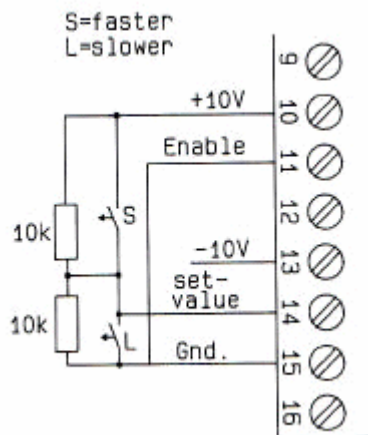 S=faster
L=slower
9
+10V
10
Enable
11
S
12
10k
-10V
13
set-
value
14
10k
L
Gnd.
15
16